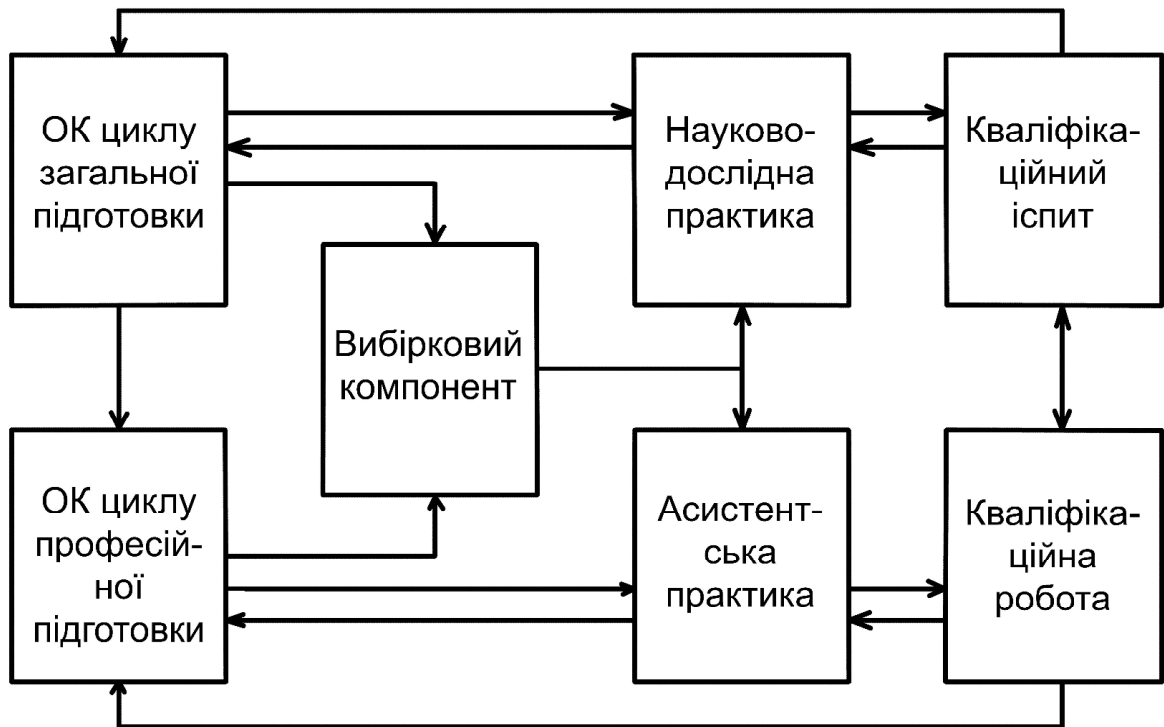 ОК циклу
загальної
підготовки
Науково-
дослідна
практика
Кваліфіка-
ційний
іспит
Вибірковий
компонент
ОК циклу
професій-
ної
підготовки
Асистент-
ська
практика
Кваліфіка-
ційна
робота